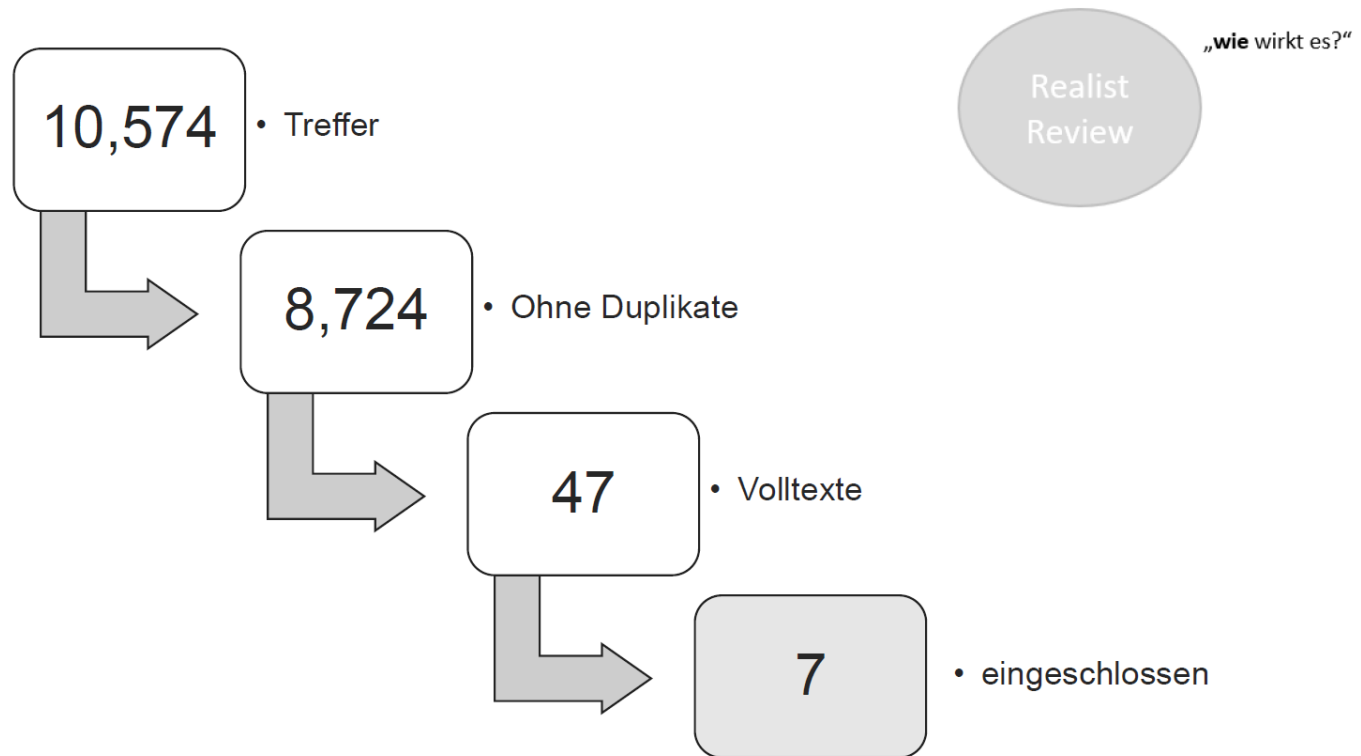 10,574
• Treffer
„wie wirkt es?“
Realist
Review
8,724
• Ohne Duplikate
47
• Volltexte
7
• eingeschlossen